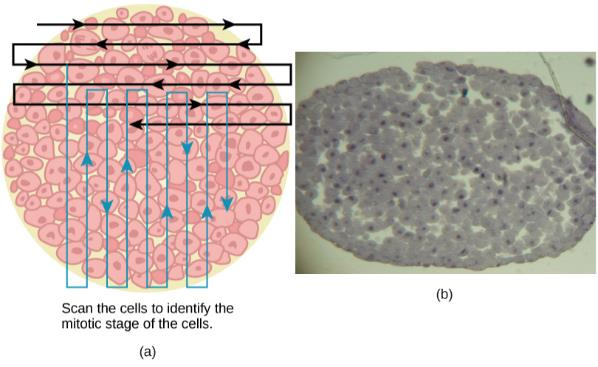 Scan the cells to identify the
mitotic stage of the cells.
(a)
(b)